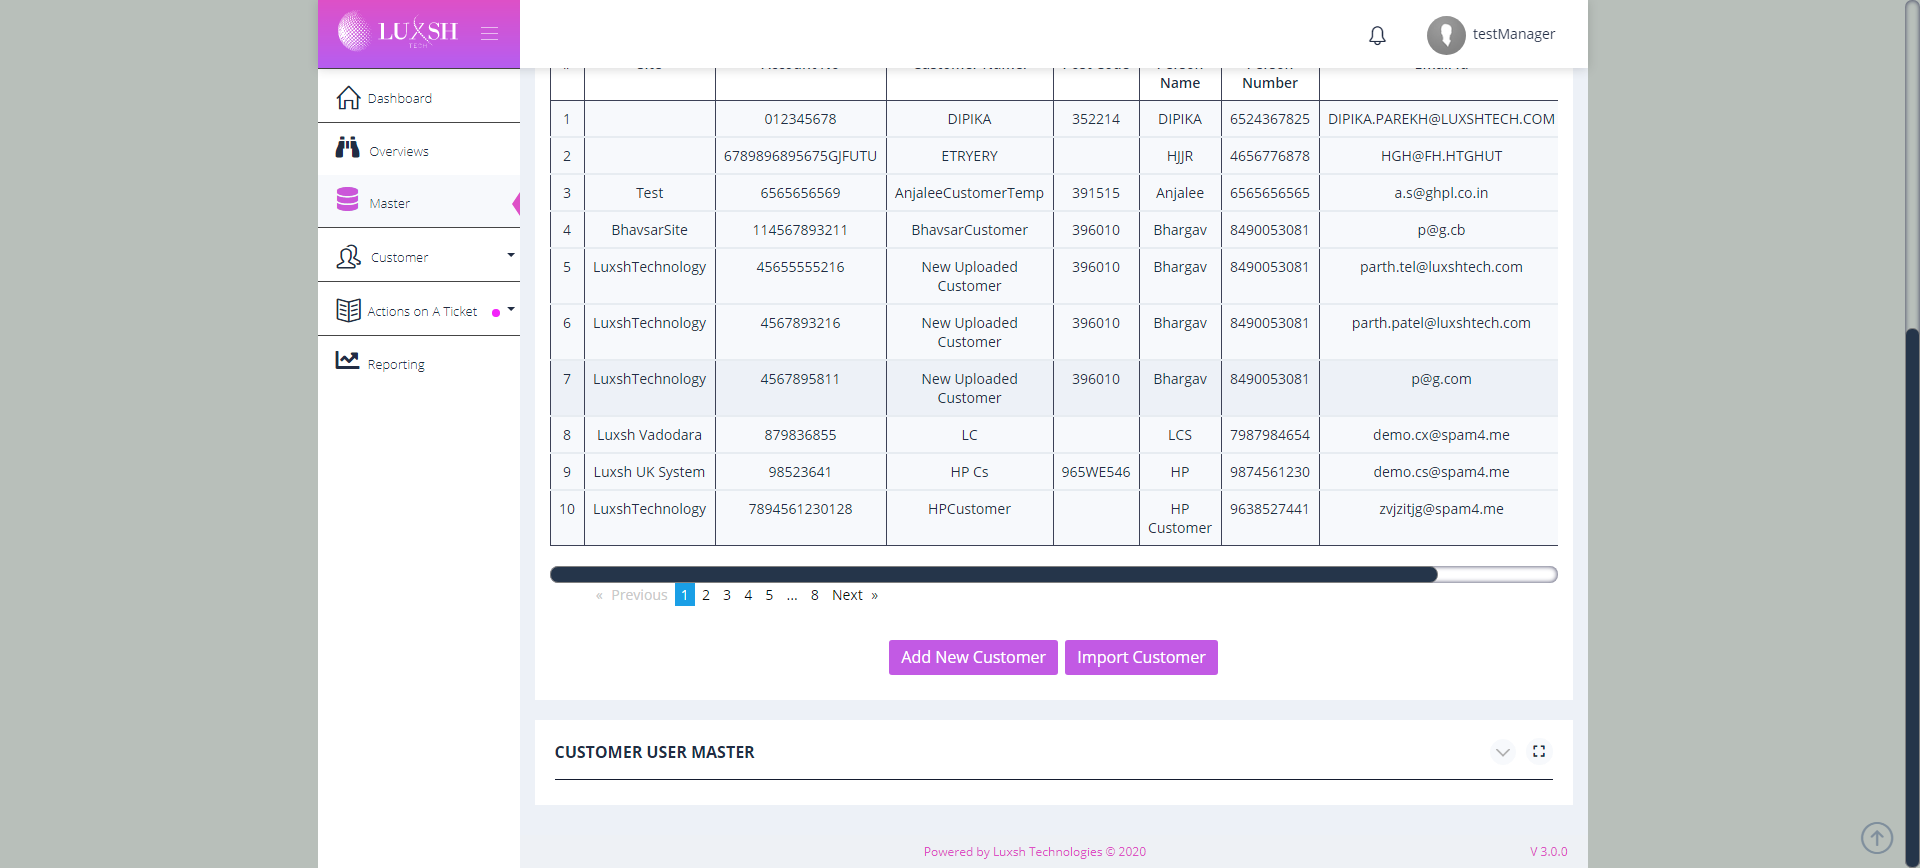 LUXSH
TECH
testManager
Dashboard
Overviews
Master
Customer
Actions on A Ticket
Reporting
Name Number
1 012345678 DIPIKA 352214 DIPIKA 6524367825 DIPIKA.PAREKH@LUXSHTECH.COM
2 6789896895675GJFUTU ETRYERY HJJR 4656776878 HGH@FH.HTGHUT
3 Test 6565656569 AnjaleeCustomerTemp 391515 Anjalee 6565656565 a.s@ghpl.co.in
4 BhavsarSite 114567893211 BhavsarCustomer 396010 Bhargav 8490053081 p@g.cb
5 LuxshTechnology 45655555216 New Uploaded 396010 Bhargav 8490053081 parth.tel@luxshtech.com
Customer
6 LuxshTechnology 4567893216 New Uploaded 396010 Bhargav 8490053081 parth.patel@luxshtech.com
Customer
7 LuxshTechnology 4567895811 New Uploaded 396010 Bhargav 8490053081 p@g.com
Customer
8 Luxsh Vadodara 879836855 LC LCS 7987984654 demo.cx@spam4.me
9 Luxsh UK System 98523641 HP Cs 965WE546 HP 9874561230 demo.cs@spam4.me
10 LuxshTechnology 7894561230128 HPCustomer HP 9638527441 zvjzitjg@spam4.me
Customer
« Previous 1 2 3 4 5 ... 8 Next »
Add New Customer Import Customer
CUSTOMER USER MASTER
Powered by Luxsh Technologies © 2020 V 3.0.0